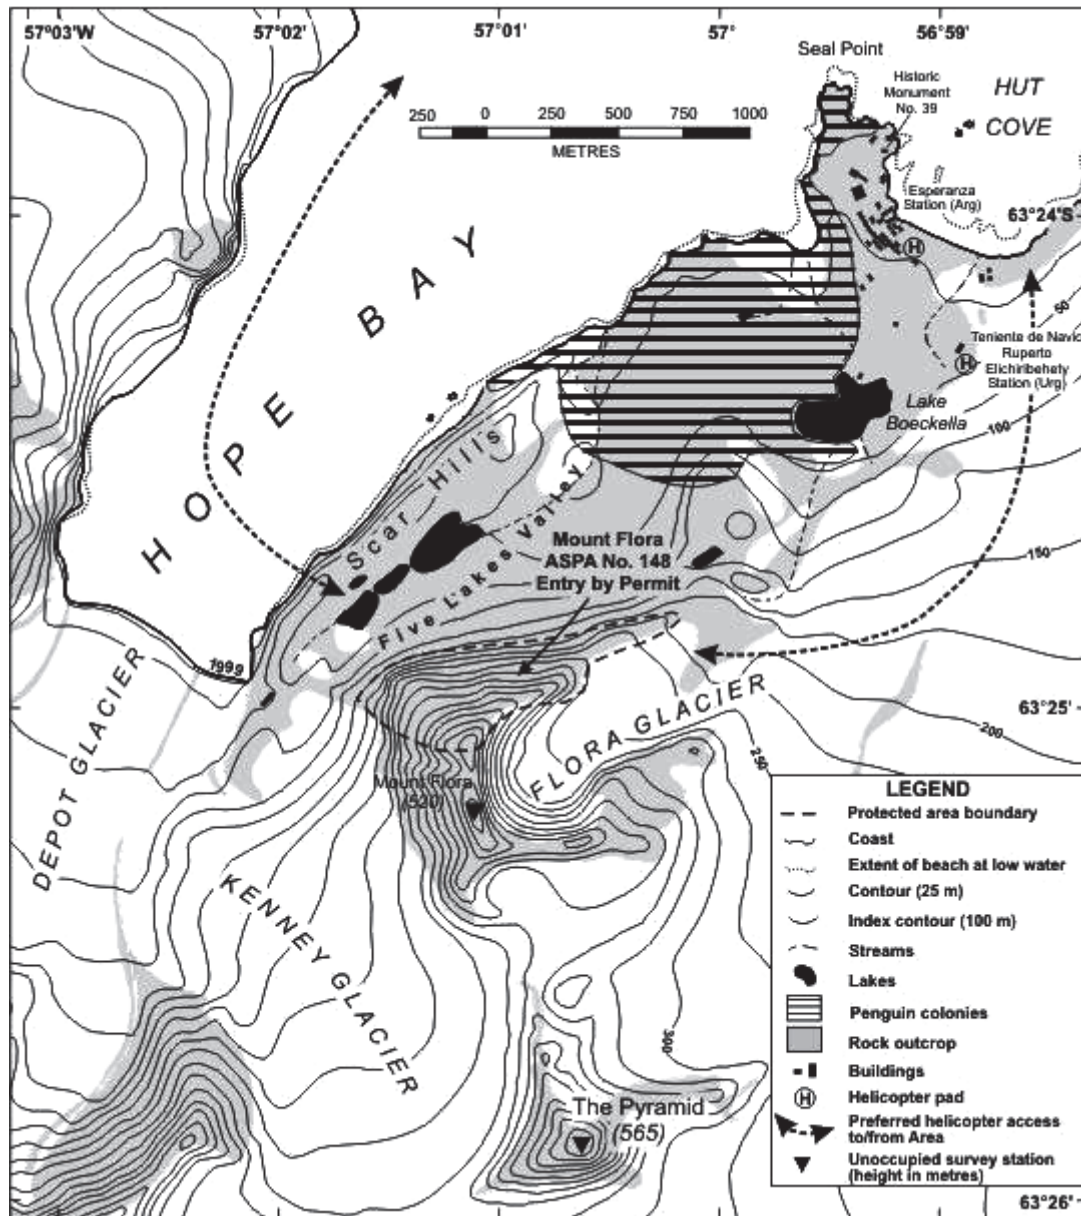 57°03'W
57°02'
57°01'
57°
56°59'
Seal Point
Historic
Monument
No. 39
HUT
COVE
250
0
250
500
750
1000
METRES
Esperanza
Station (Arg)
63°24'S
H
HOPE BAY
50
Teniente de Navio
Ruperto
Elichiribehety
Station (Urg)
H
Lake
Boeckella
100
Scar Hills
Five Lakes Valley
Mount Flora
ASPA No. 148
Entry by Permit
150
1999
DEPOT GLACIER
FLORA GLACIER
63°25'
200
250
Mount Flora
(520)
KENNEY GLACIER
300
The Pyramid
(565)
LEGEND
Protected area boundary
Coast
Extent of beach at low water
Contour (25 m)
Index contour (100 m)
Streams
Lakes
Penguin colonies
Rock outcrop
Buildings
H Helicopter pad
Preferred helicopter access
to/from Area
Unoccupied survey station
(height in metres)
63°26'